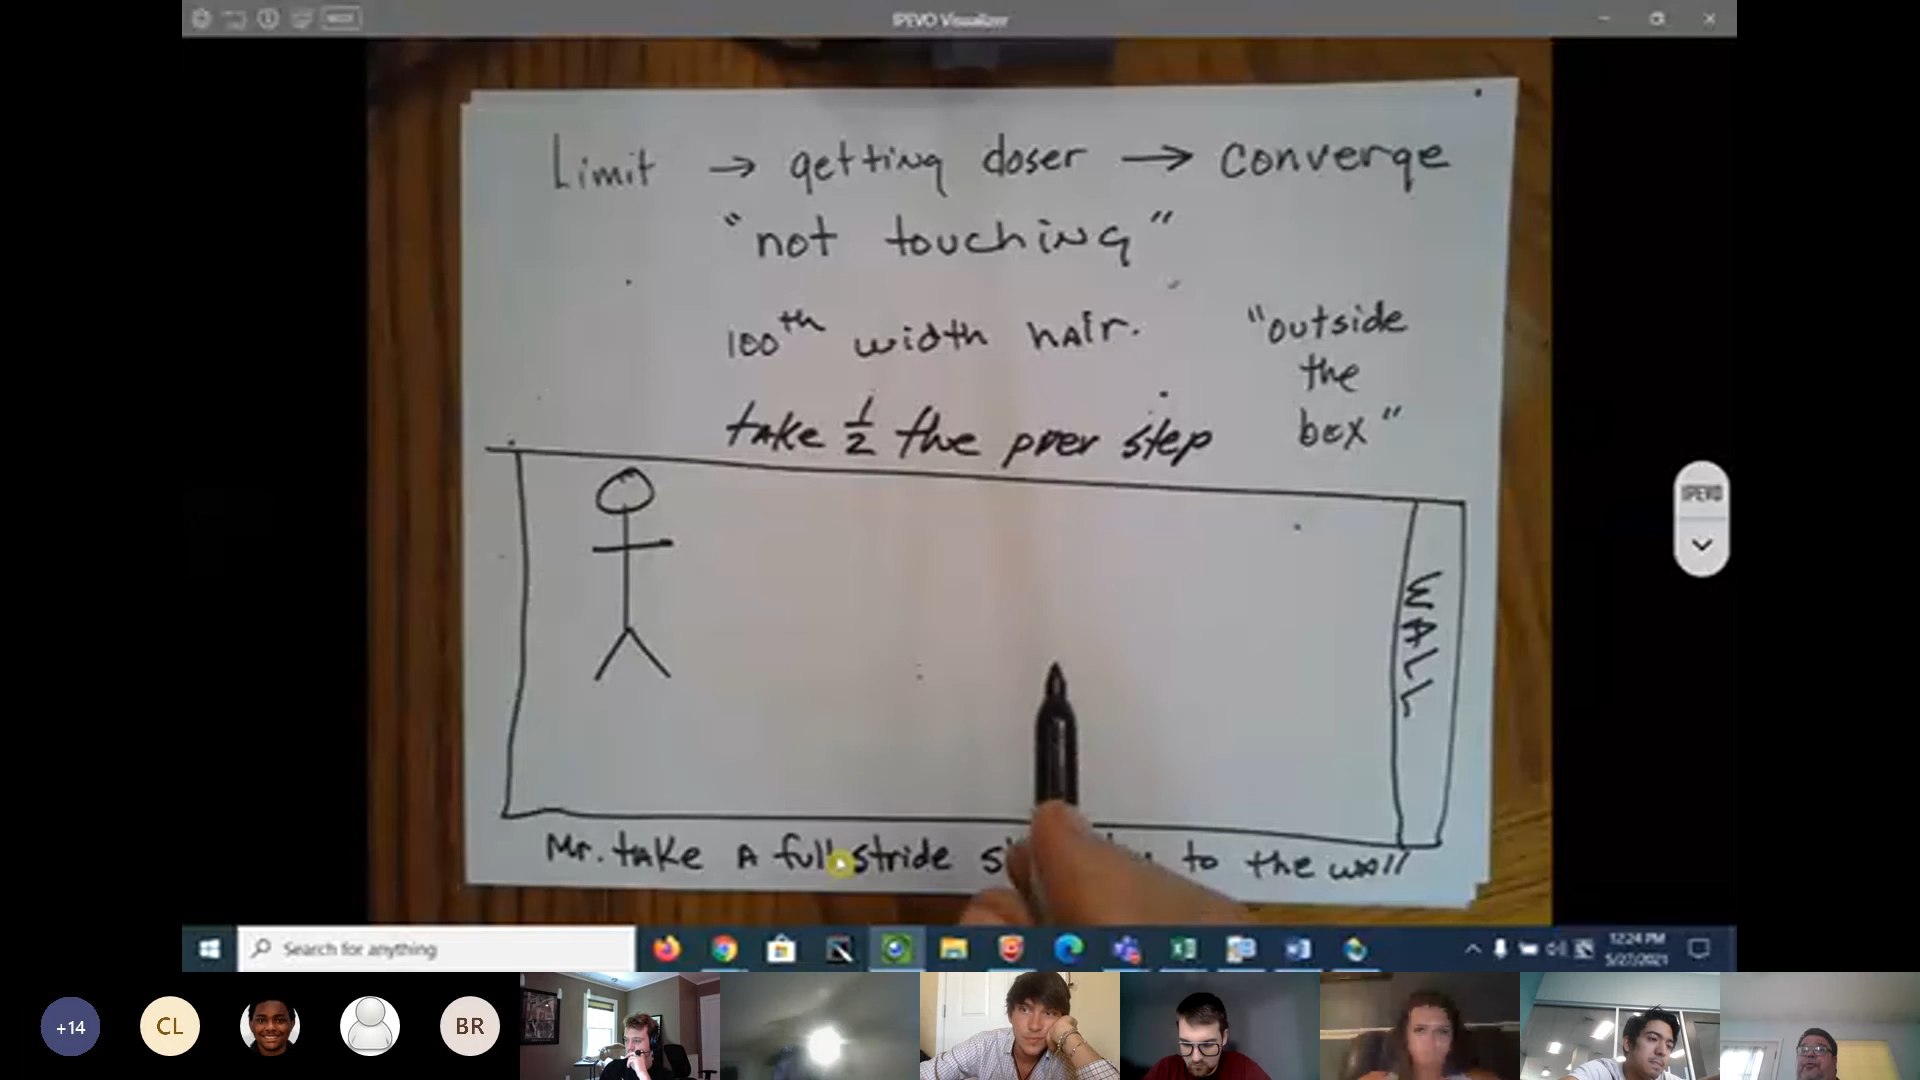 IPEVO Visualizer
Limit → getting closer → converge
"not touching"
100th width hair.
"outside
the
box"
take 1/2 the prev step
WALL
Mr. take a full stride to the wall
IPEVO
Search for anything
12:24 PM
5/27/2021
+14
CL
BR